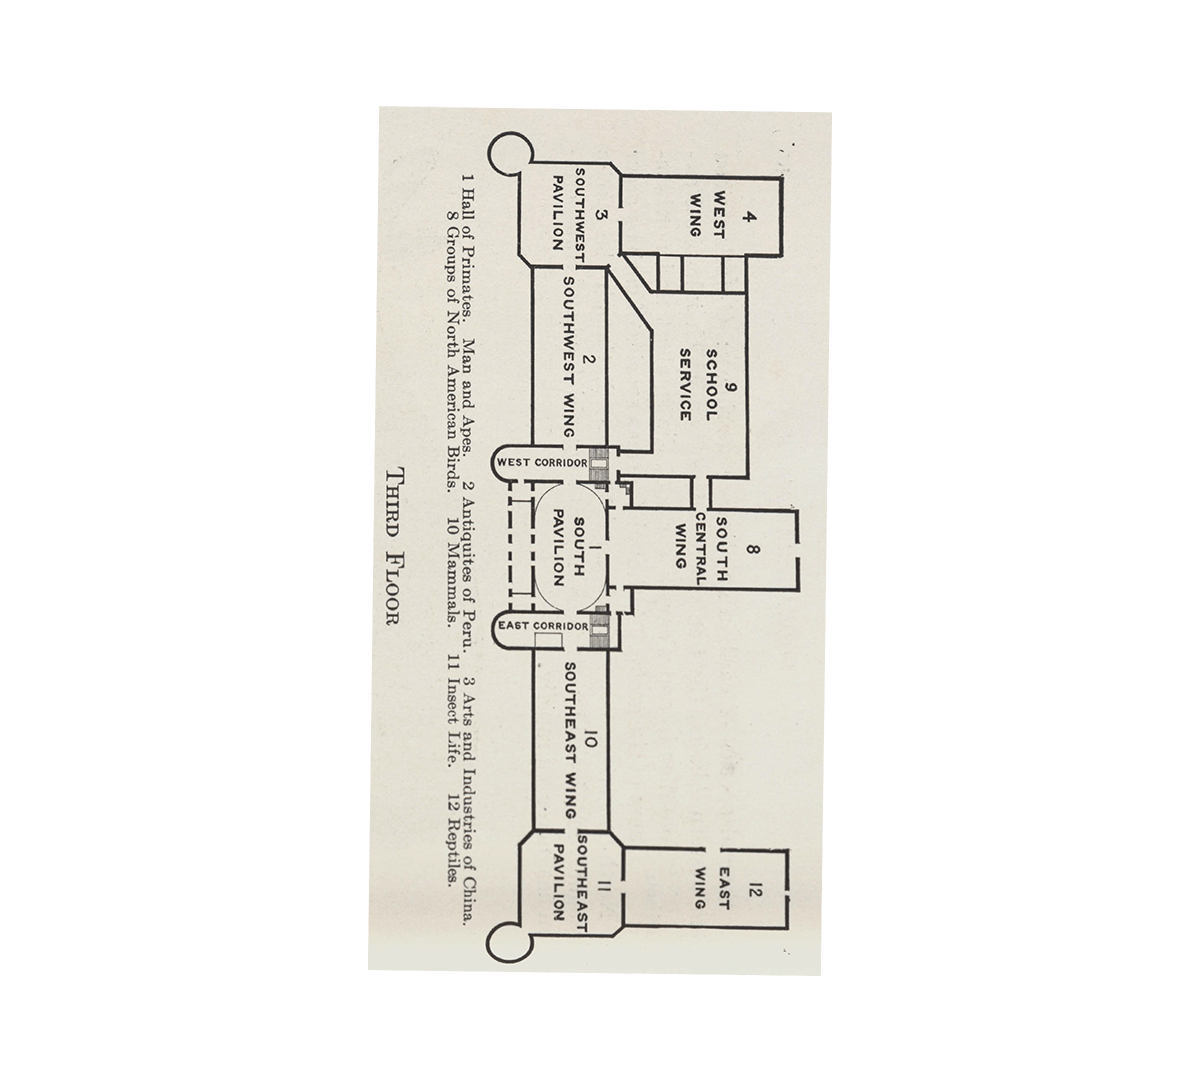 4
WEST
WING
3
SOUTHWEST
PAVILION
9
SCHOOL
SERVICE
2
SOUTHWEST WING
WEST CORRIDOR
8
SOUTH
CENTRAL
WING
1
SOUTH
PAVILION
EAST CORRIDOR
10
SOUTHEAST WING
12
EAST
WING
11
SOUTHEAST
PAVILION
1 Hall of Primates. Man and Apes. 2 Antiquites of Peru. 3 Arts and Industries of China.
8 Groups of North American Birds. 10 Mammals. 11 Insect Life. 12 Reptiles.
THIRD FLOOR